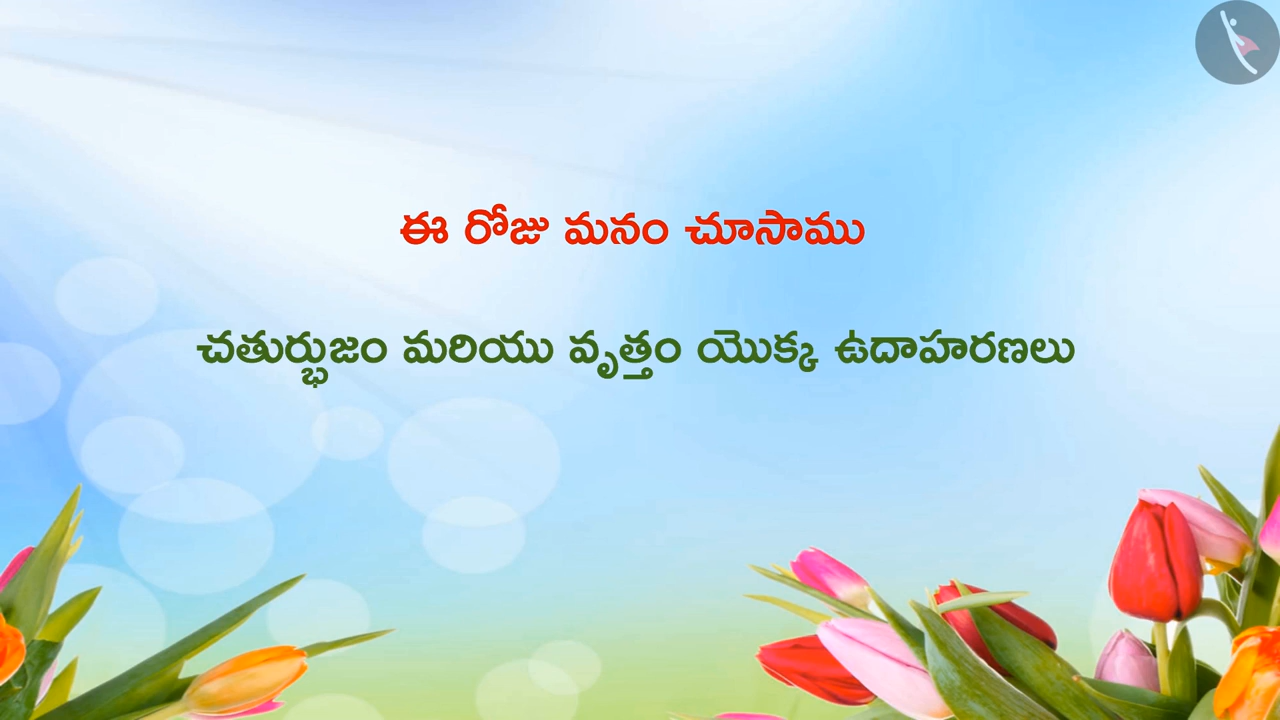 ఈ రోజు మనం చూసాము
చతుర్భుజం మరియు వృత్తం యొక్క ఉదాహరణలు